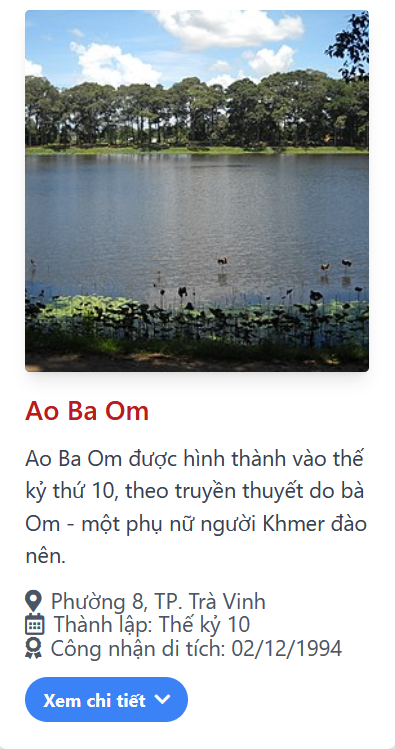 Ao Ba Om
Ao Ba Om được hình thành vào thế
kỷ thứ 10, theo truyền thuyết do bà
Om - một phụ nữ người Khmer đào
nên.
Phường 8, TP. Trà Vinh
Thành lập: Thế kỷ 10
Công nhận di tích: 02/12/1994
Xem chi tiết